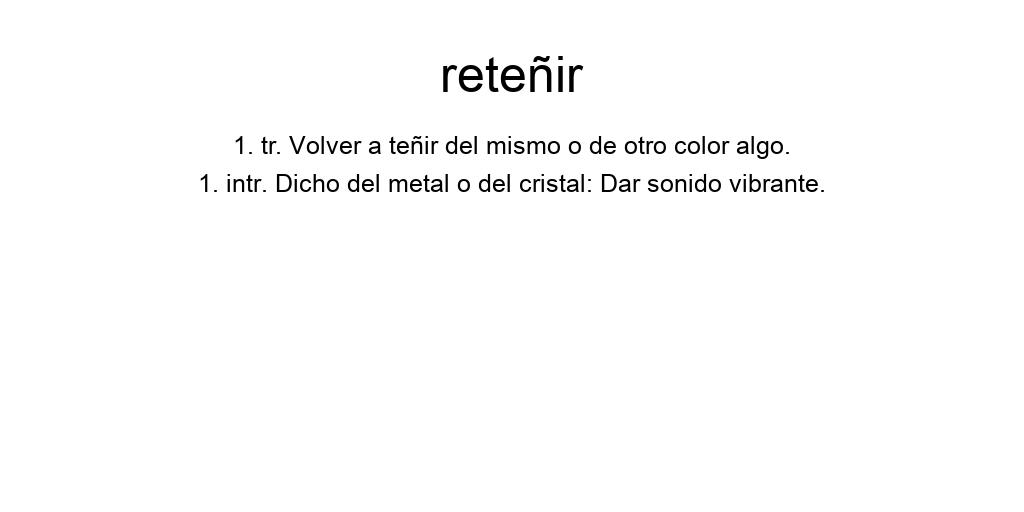 reteñir
1. tr. Volver a teñir del mismo o de otro color algo.
1. intr. Dicho del metal o del cristal: Dar sonido vibrante.